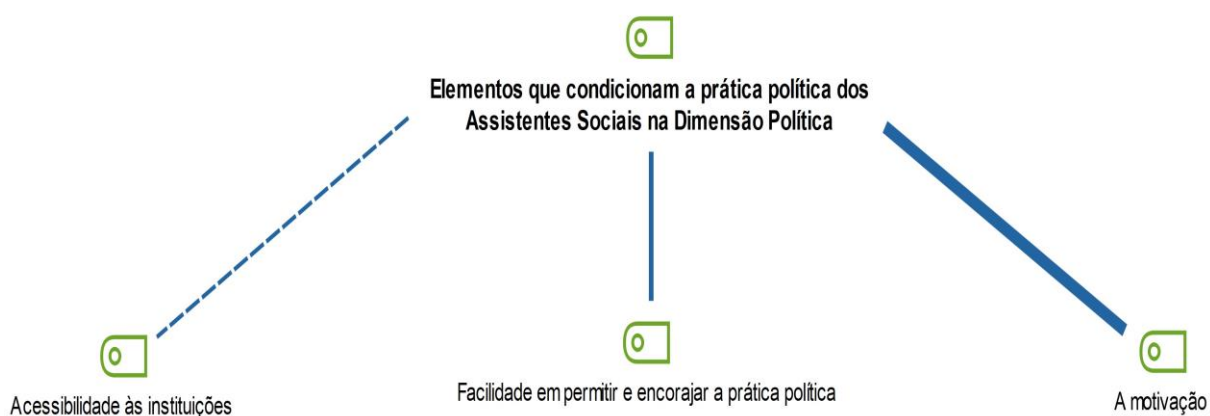 Elementos que condicionam a prática política dos
Assistentes Sociais na Dimensão Política
Acessibilidade às instituições
Facilidade em permitir e encorajar a prática política
A motivação